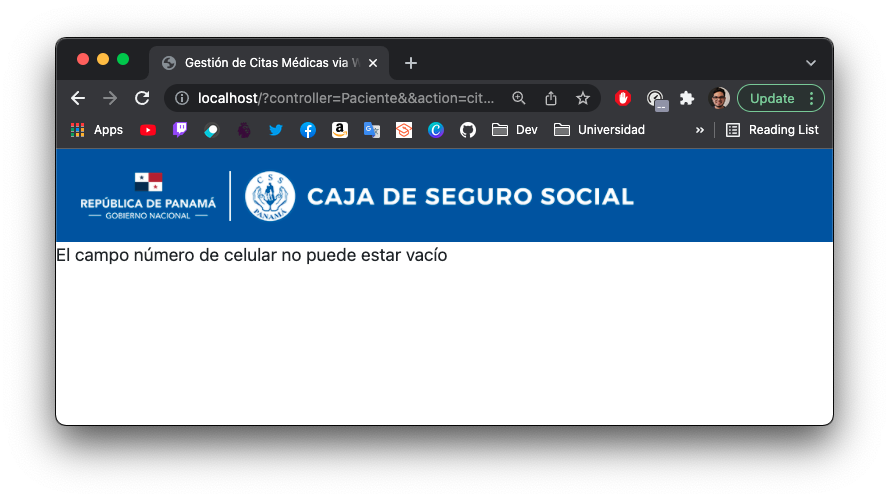 Gestión de Citas Médicas via W
localhost/?controller=Paciente&&action=cit...
Update
Apps
Dev
Universidad
»
Reading List
REPÚBLICA DE PANAMÁ
GOBIERNO NACIONAL
CSS
PANAMÁ
CAJA DE SEGURO SOCIAL
El campo número de celular no puede estar vacío